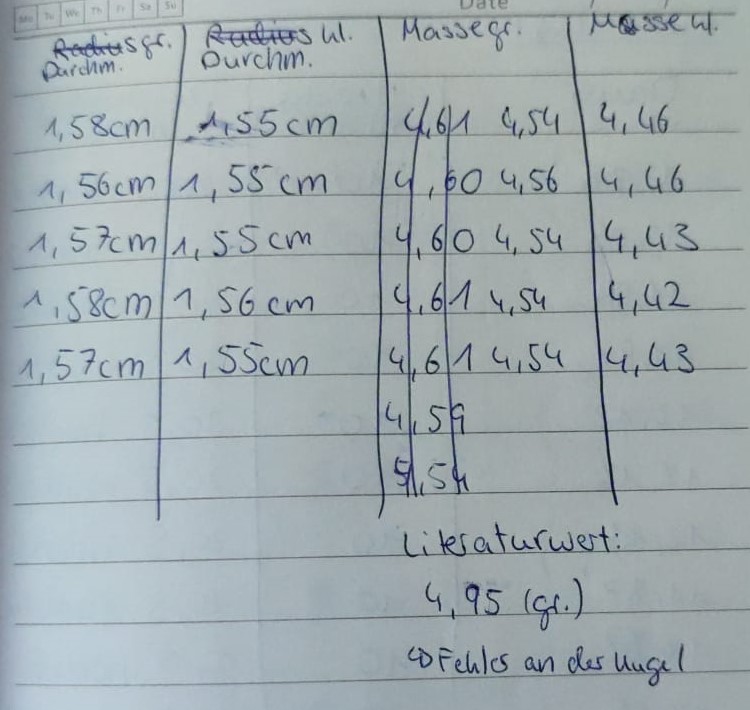 Mo Tu We Th Fr Sa Su Date
Radius gr. Radius kl. Masse gr. Masse kl.
Durchm. Durchm.
1,58cm 1,55cm 4,61 4,54 4,46
1,56cm 1,55cm 4,60 4,56 4,46
1,57cm 1,55cm 4,60 4,54 4,43
1,58cm 1,56cm 4,61 4,54 4,42
1,57cm 1,55cm 4,61 4,54 4,43
4,59
Literaturwert:
4,95 (gr.)
Fehler an der Kugel